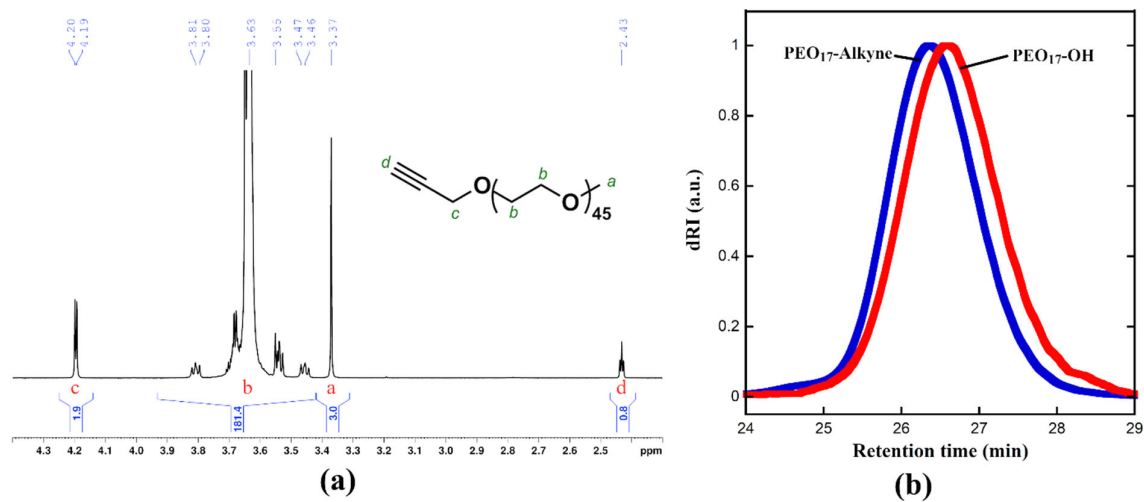 4.20
4.19
3.81
3.80
3.63
3.55
3.47
3.46
3.37
2.43
d
c
O
b
b
O
a
45
c
b
a
d
1.9
181.4
3.0
0.8
4.3 4.2 4.1 4.0 3.9 3.8 3.7 3.6 3.5 3.4 3.3 3.2 3.1 3.0 2.9 2.8 2.7 2.6 2.5 ppm
(a)
PEO17-Alkyne
PEO17-OH
dRI (a.u.)
1
0.8
0.6
0.4
0.2
0
24 25 26 27 28 29
Retention time (min)
(b)